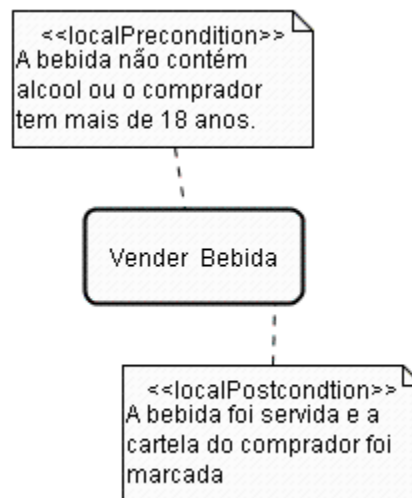 <<localPrecondition>>
A bebida não contém
alcool ou o comprador
tem mais de 18 anos.
Vender Bebida
<<localPostcondtion>>
A bebida foi servida e a
cartela do comprador foi
marcada